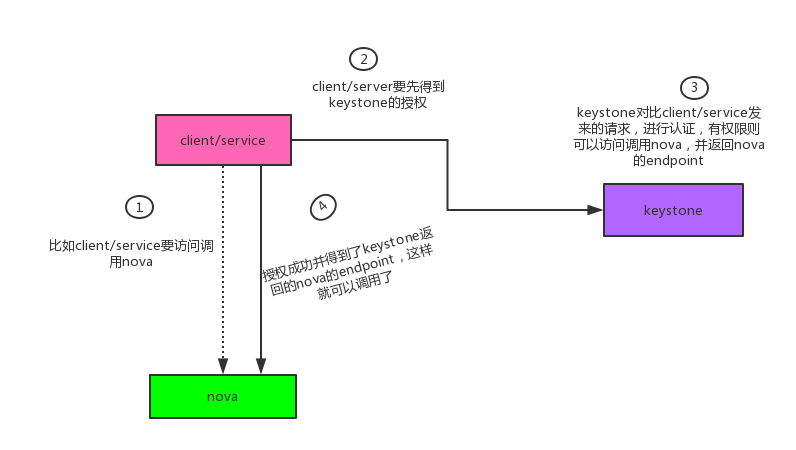 2
client/server要先得到
keystone的授权
3
keystone对比client/service发
来的请求，进行认证，有权限则
可以访问调用nova，并返回nova
的endpoint
client/service
keystone
1
比如client/service要访问调
用nova
4
授权成功并得到了keystone返
回的nova的endpoint，这样
就可以调用了
nova